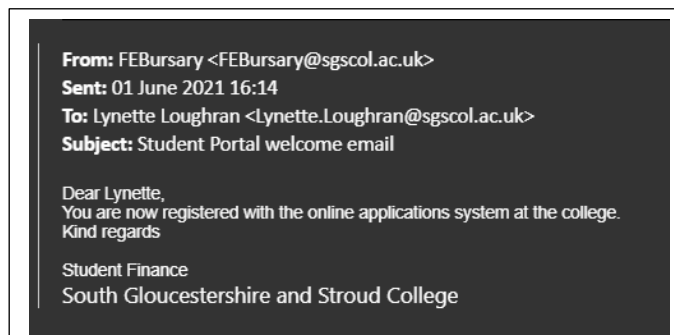 From: FEBursary <FEBursary@sgscol.ac.uk>
Sent: 01 June 2021 16:14
To: Lynette Loughran <Lynette.Loughran@sgscol.ac.uk>
Subject: Student Portal welcome email
Dear Lynette,
You are now registered with the online applications system at the college.
Kind regards
Student Finance
South Gloucestershire and Stroud College